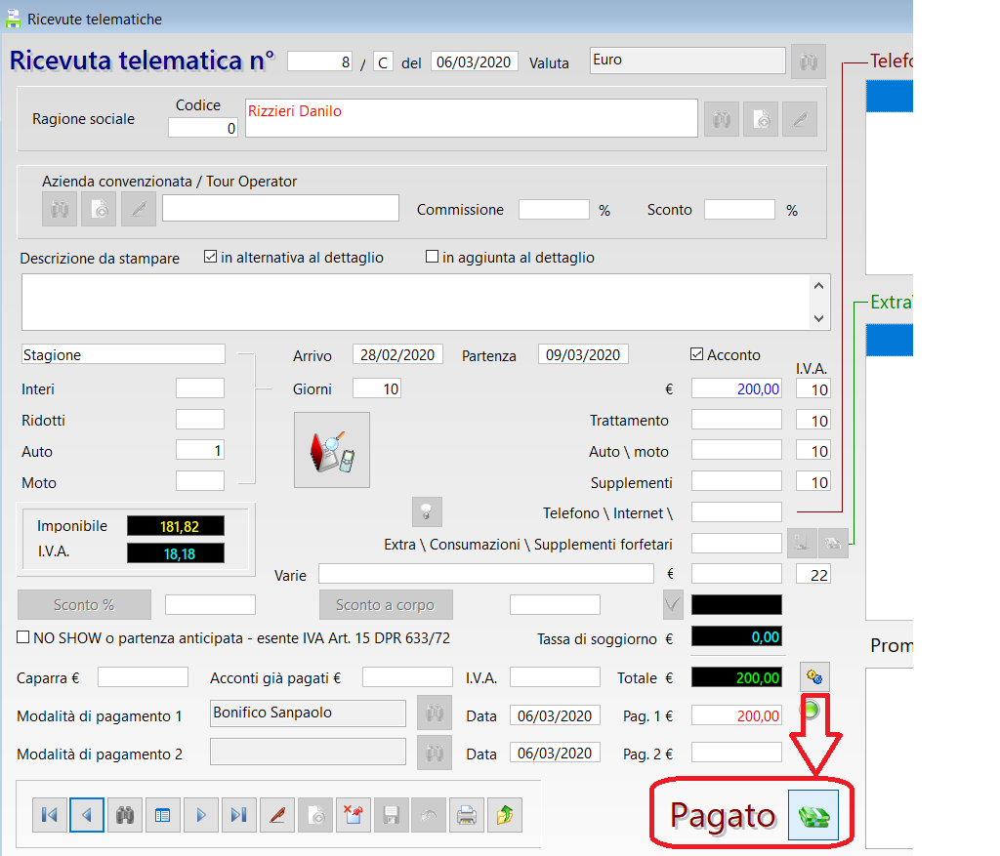 Ricevute telematiche
Ricevuta telematica n° 8 / C del 06/03/2020 Valuta Euro
Telefo
Ragione sociale Codice 0 Rizzieri Danilo
Azienda convenzionata / Tour Operator
Commissione % Sconto %
Descrizione da stampare in alternativa al dettaglio in aggiunta al dettaglio
Extra\
Stagione Arrivo 28/02/2020 Partenza 09/03/2020 Acconto
I.V.A.
Interi Giorni 10 € 200,00 10
Ridotti Trattamento 10
Auto 1 Auto \ moto 10
Moto Supplementi 10
Telefono \ Internet \
Imponibile 181,82
I.V.A. 18,18
Extra \ Consumazioni \ Supplementi forfetari
Varie € 22
Sconto % Sconto a corpo
NO SHOW o partenza anticipata - esente IVA Art. 15 DPR 633/72 Tassa di soggiorno € 0,00
Prom
Caparra € Acconti già pagati € I.V.A. Totale € 200,00
Modalità di pagamento 1 Bonifico Sanpaolo Data 06/03/2020 Pag. 1 € 200,00
Modalità di pagamento 2 Data 06/03/2020 Pag. 2 €
Pagato